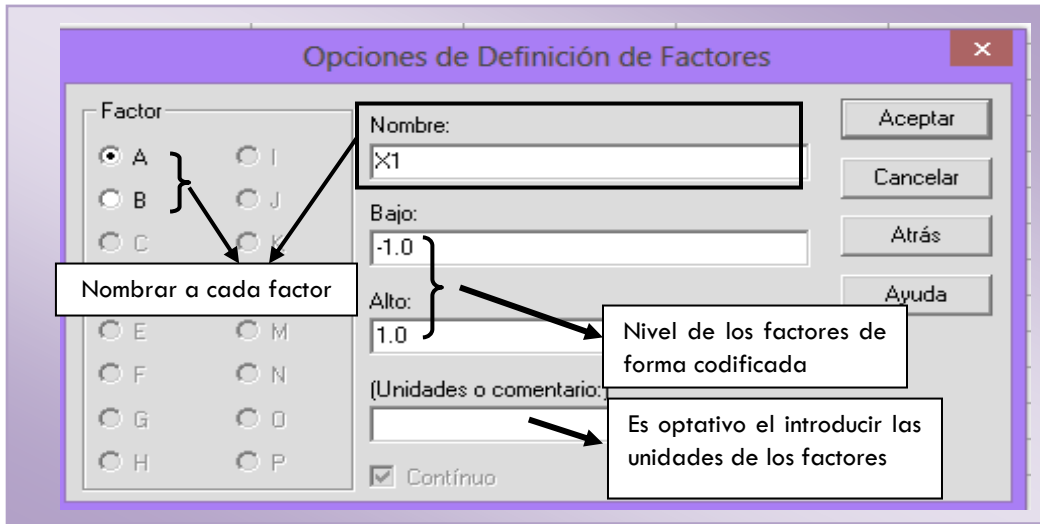 Opciones de Definición de Factores
Factor
A
I
B
J
C
K
Nombrar a cada factor
E
M
F
N
G
O
H
P
Nombre:
X1
Bajo:
-1.0
Alto:
1.0
(Unidades o comentario:)
Contínuo
Aceptar
Cancelar
Atrás
Ayuda
Nivel de los factores de
forma codificada
Es optativo el introducir las
unidades de los factores